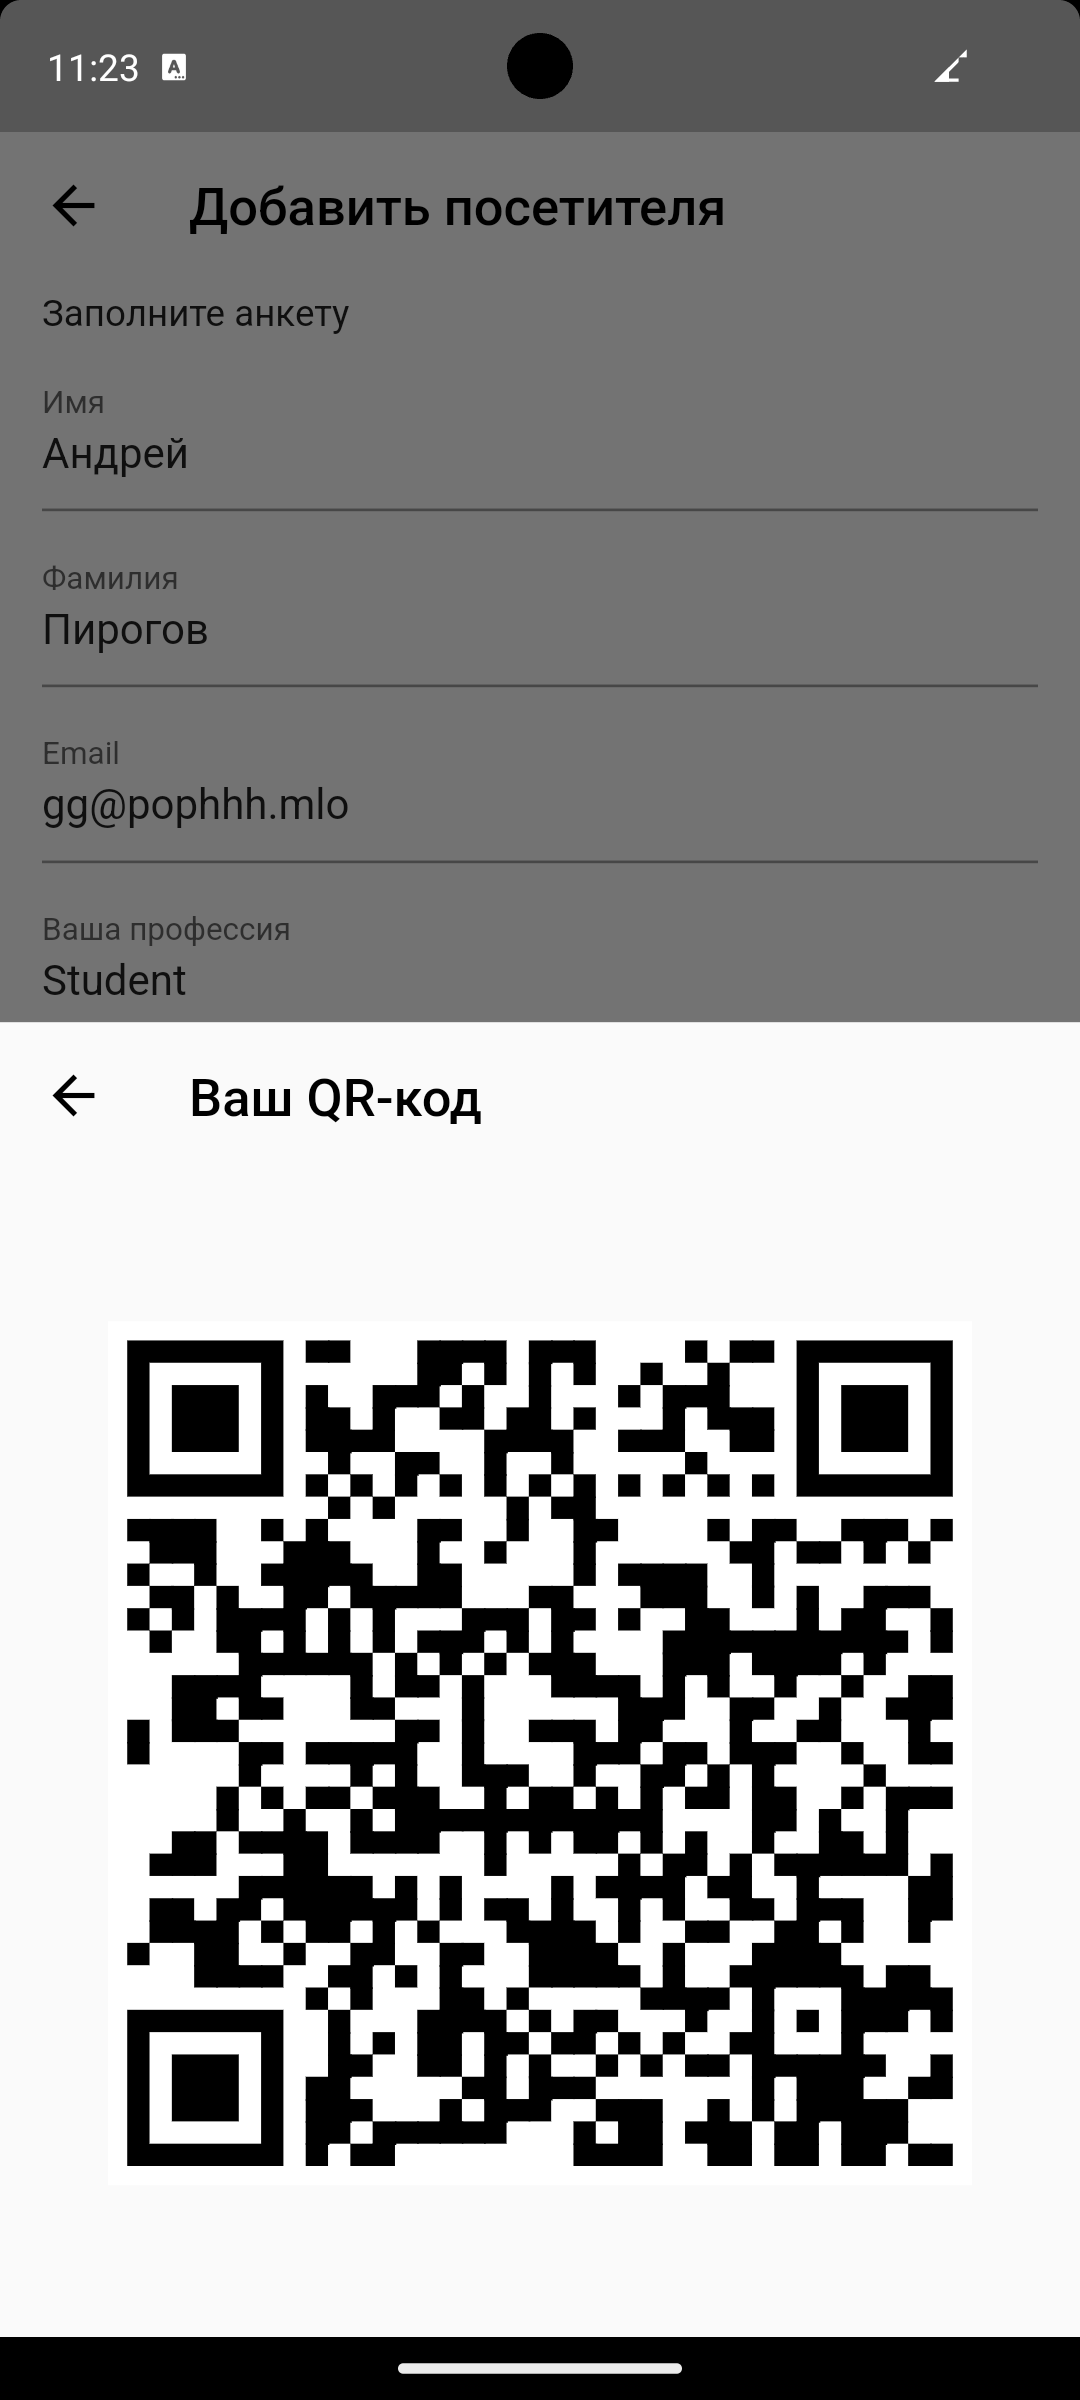 11:23
Добавить посетителя
Заполните анкету
Имя
Андрей
Фамилия
Пирогов
Email
gg@pophhh.mlo
Ваша профессия
Student
Ваш QR-код